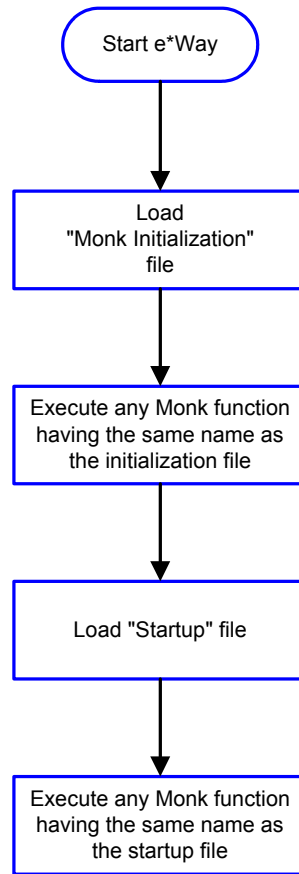 Start e*Way
Load
"Monk Initialization"
file
Execute any Monk function
having the same name as
the initialization file
Load "Startup" file
Execute any Monk function
having the same name as
the startup file